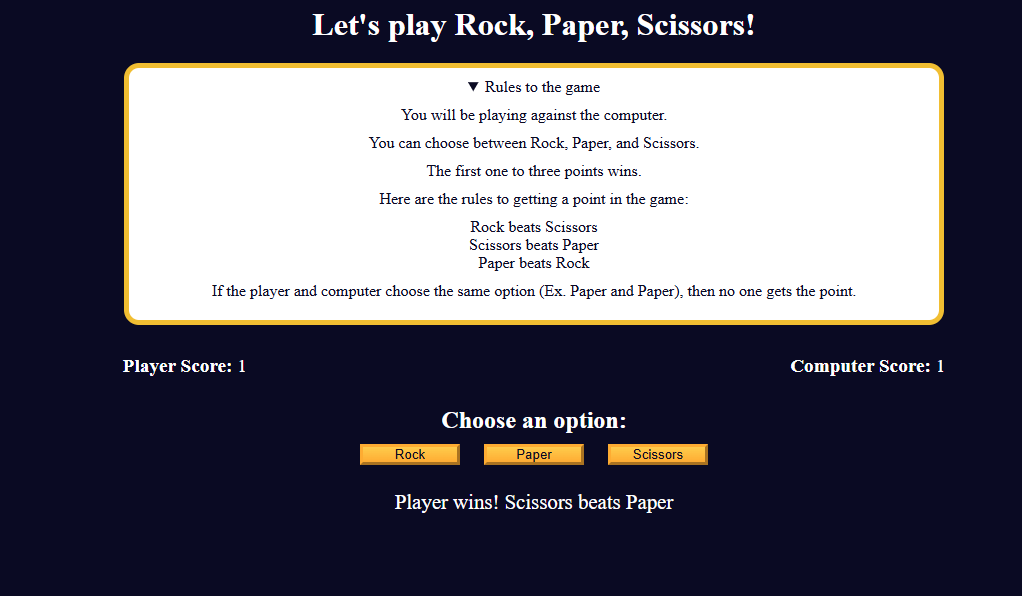 Let's play Rock, Paper, Scissors!
▼ Rules to the game
You will be playing against the computer.
You can choose between Rock, Paper, and Scissors.
The first one to three points wins.
Here are the rules to getting a point in the game:
Rock beats Scissors
Scissors beats Paper
Paper beats Rock
If the player and computer choose the same option (Ex. Paper and Paper), then no one gets the point.
Player Score: 1
Computer Score: 1
Choose an option:
Rock Paper Scissors
Player wins! Scissors beats Paper